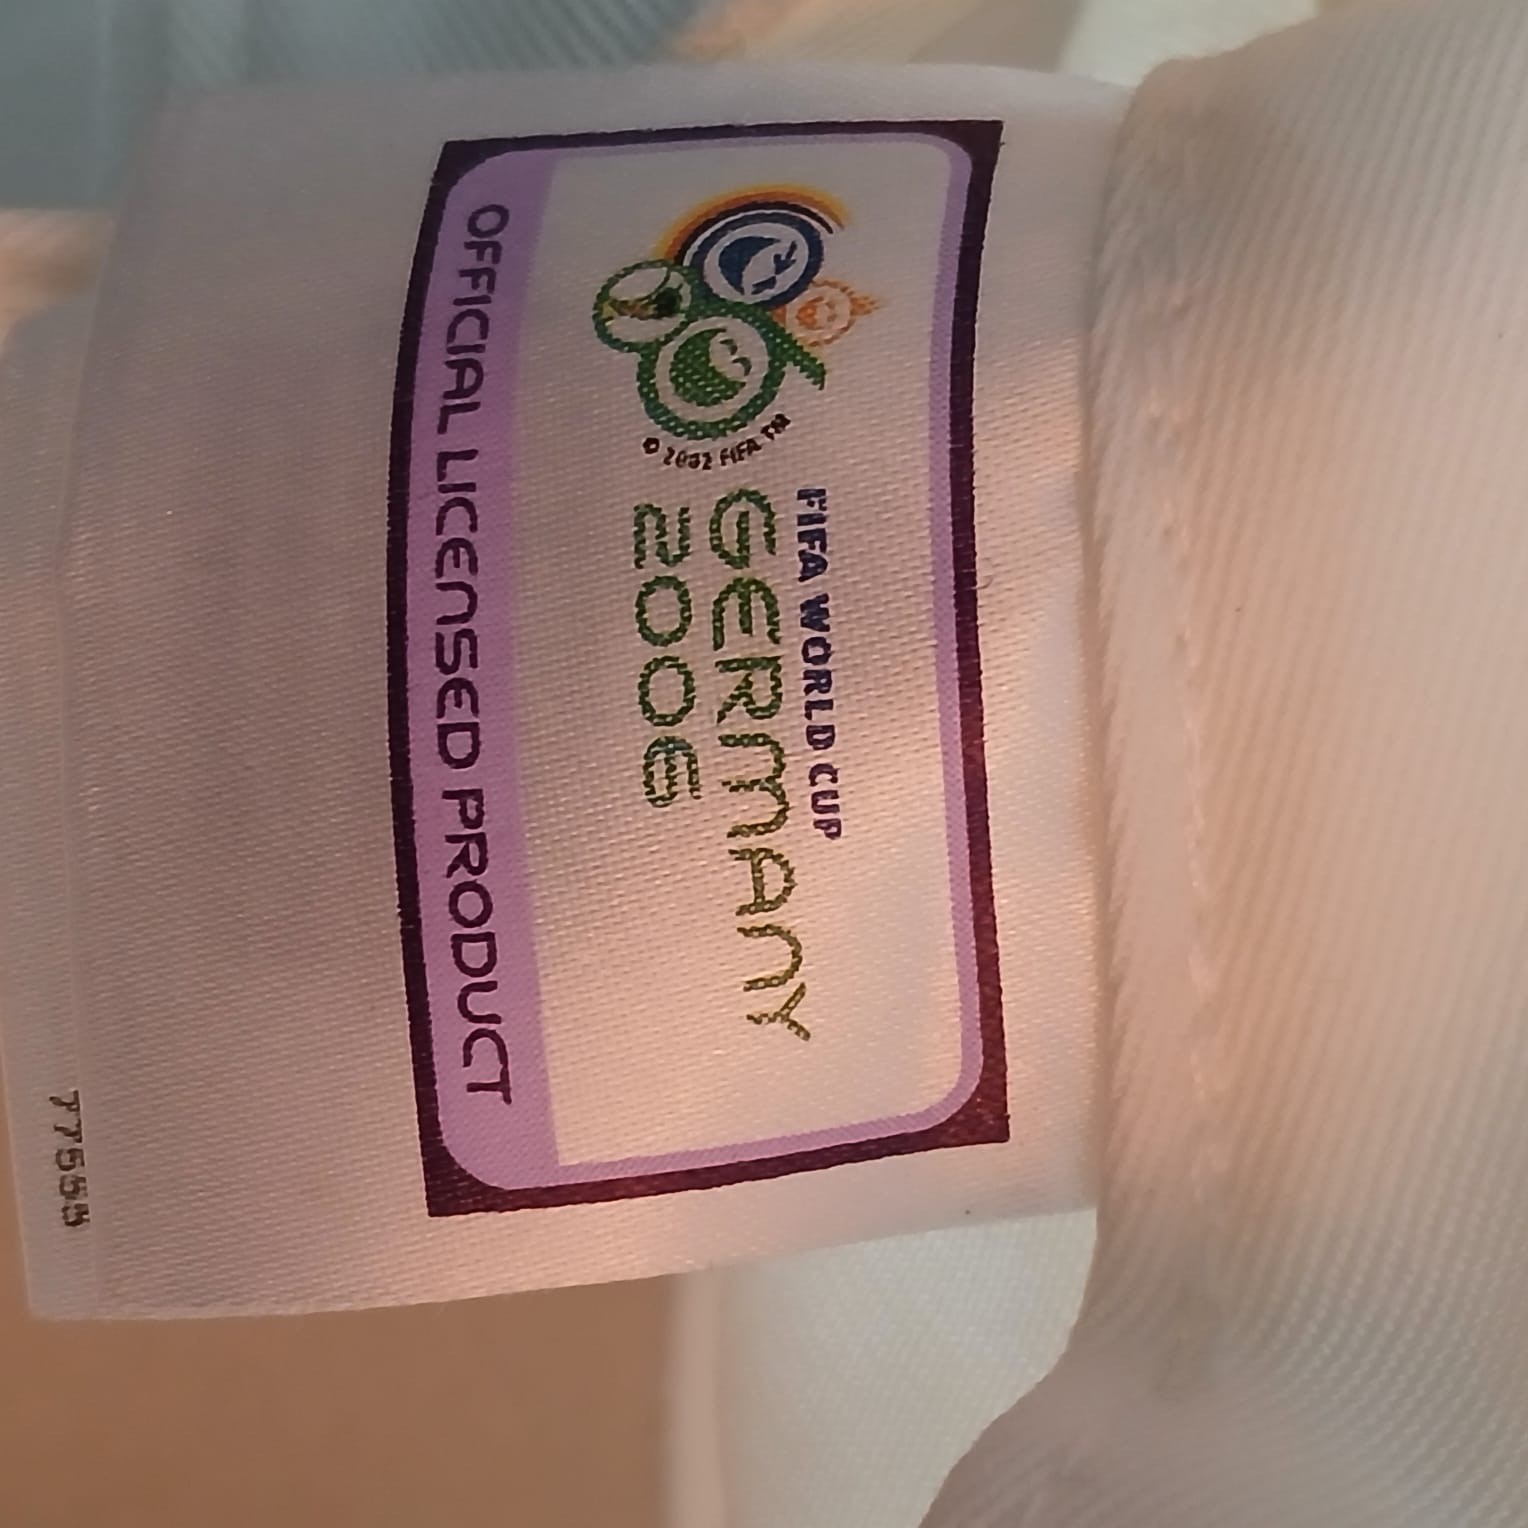 © 2002 FIFA TM
FIFA WORLD CUP
GERMANY
2006
OFFICIAL LICENSED PRODUCT
77555